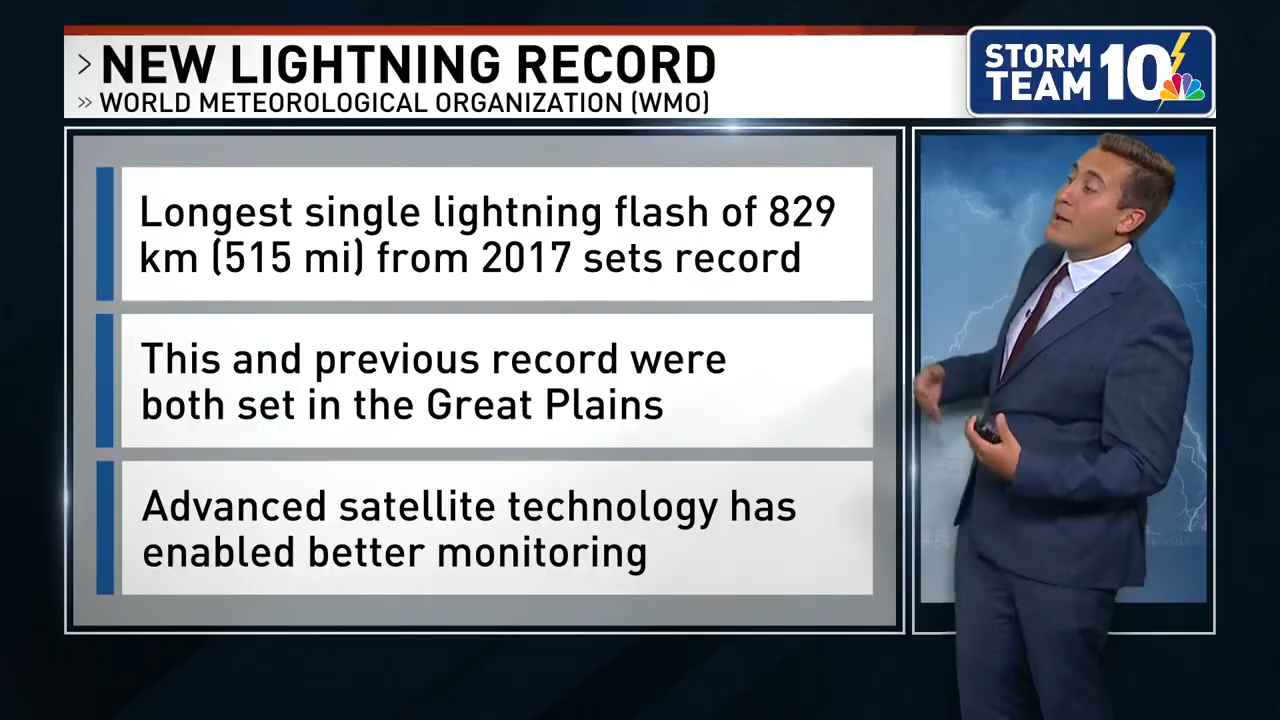 > NEW LIGHTNING RECORD
» WORLD METEOROLOGICAL ORGANIZATION (WMO)
STORM
TEAM 10
Longest single lightning flash of 829
km (515 mi) from 2017 sets record
This and previous record were
both set in the Great Plains
Advanced satellite technology has
enabled better monitoring